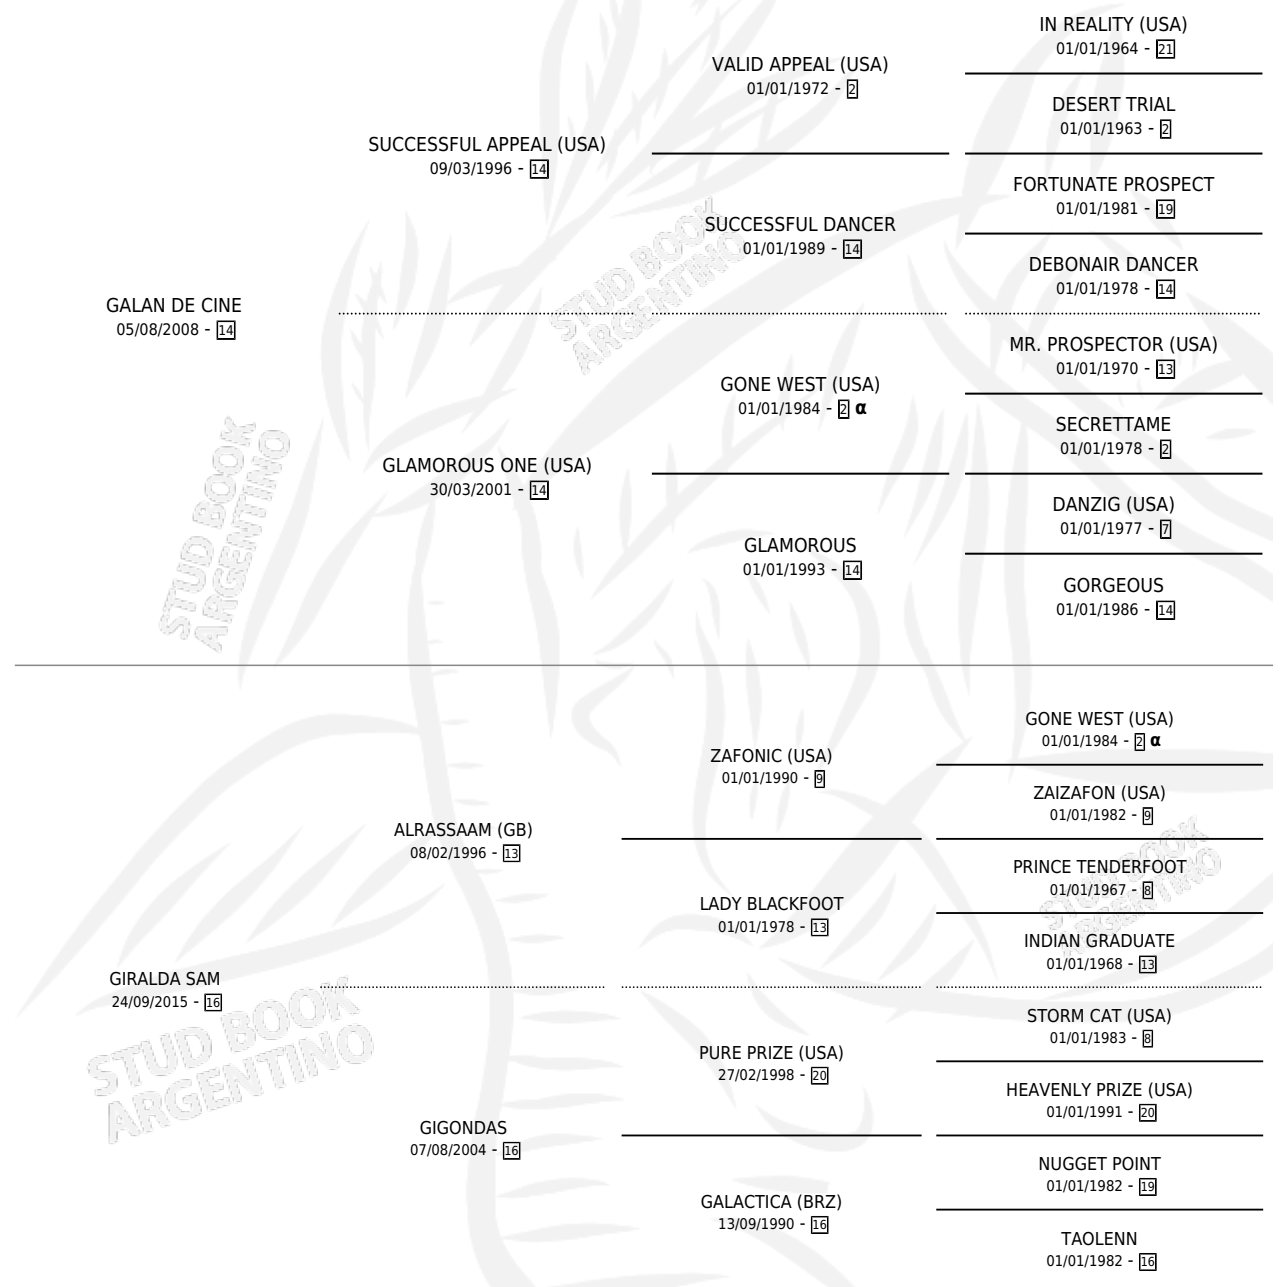 IN REALITY (USA)
01/01/1964 - 21
VALID APPEAL (USA)
01/01/1972 - 2
DESERT TRIAL
01/01/1963 - 2
SUCCESSFUL APPEAL (USA)
09/03/1996 - 14
FORTUNATE PROSPECT
01/01/1981 - 19
SUCCESSFUL DANCER
01/01/1989 - 14
DEBONAIR DANCER
01/01/1978 - 14
STUD BOOK
ARGENTINO
GALAN DE CINE
05/08/2008 - 14
MR. PROSPECTOR (USA)
01/01/1970 - 13
GONE WEST (USA)
01/01/1984 - 2 α
SECRETTAME
01/01/1978 - 2
GLAMOROUS ONE (USA)
30/03/2001 - 14
DANZIG (USA)
01/01/1977 - 7
GLAMOROUS
01/01/1993 - 14
GORGEOUS
01/01/1986 - 14
STUD BOOK
ARGENTINO
GONE WEST (USA)
01/01/1984 - 2 α
ZAFONIC (USA)
01/01/1990 - 9
ZAIZAFON (USA)
01/01/1982 - 9
ALRASSAAM (GB)
08/02/1996 - 13
PRINCE TENDERFOOT
01/01/1967 - 8
STUD BOOK
ARGENTINO
LADY BLACKFOOT
01/01/1978 - 13
INDIAN GRADUATE
01/01/1968 - 13
GIRALDA SAM
24/09/2015 - 16
STUD BOOK
ARGENTINO
STORM CAT (USA)
01/01/1983 - 8
PURE PRIZE (USA)
27/02/1998 - 20
HEAVENLY PRIZE (USA)
01/01/1991 - 20
GIGONDAS
07/08/2004 - 16
NUGGET POINT
01/01/1982 - 19
GALACTICA (BRZ)
13/09/1990 - 16
TAOLENN
01/01/1982 - 16